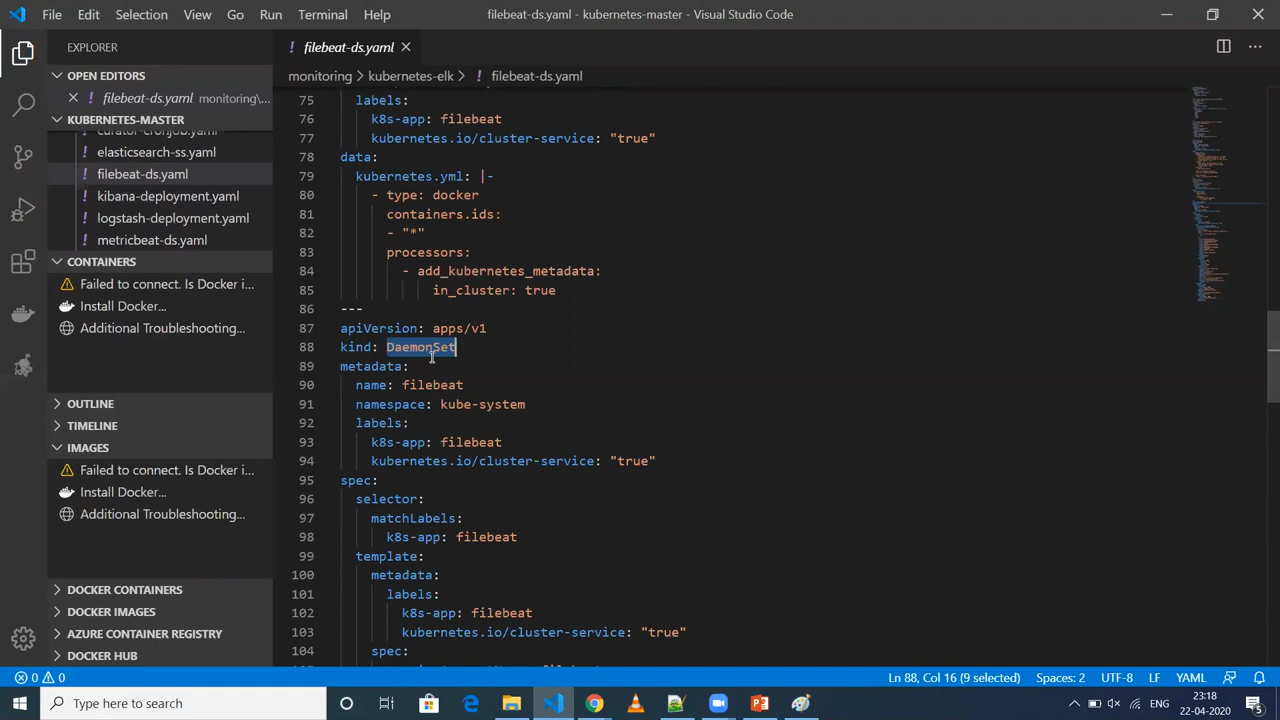 File Edit Selection View Go Run Terminal Help filebeat-ds.yaml - kubernetes-master - Visual Studio Code
EXPLORER
OPEN EDITORS
filebeat-ds.yaml monitoring\...
KUBERNETES-MASTER
curator-cronjob.yaml
elasticsearch-ss.yaml
filebeat-ds.yaml
kibana-deployment.yaml
logstash-deployment.yaml
metricbeat-ds.yaml
CONTAINERS
Failed to connect. Is Docker i...
Install Docker...
Additional Troubleshooting...
OUTLINE
TIMELINE
IMAGES
Failed to connect. Is Docker i...
Install Docker...
Additional Troubleshooting...
DOCKER CONTAINERS
DOCKER IMAGES
AZURE CONTAINER REGISTRY
DOCKER HUB
! filebeat-ds.yaml
monitoring > kubernetes-elk > ! filebeat-ds.yaml
75 labels:
76 k8s-app: filebeat
77 kubernetes.io/cluster-service: "true"
78 data:
79 kubernetes.yml: |-
80 - type: docker
81 containers.ids:
82 - "*"
83 processors:
84 - add_kubernetes_metadata:
85 in_cluster: true
86 ---
87 apiVersion: apps/v1
88 kind: DaemonSet
89 metadata:
90 name: filebeat
91 namespace: kube-system
92 labels:
93 k8s-app: filebeat
94 kubernetes.io/cluster-service: "true"
95 spec:
96 selector:
97 matchLabels:
98 k8s-app: filebeat
99 template:
100 metadata:
101 labels:
102 k8s-app: filebeat
103 kubernetes.io/cluster-service: "true"
104 spec:
0 0 Ln 88, Col 16 (9 selected) Spaces: 2 UTF-8 LF YAML
Type here to search
ENG
23:18
22-04-2020
5